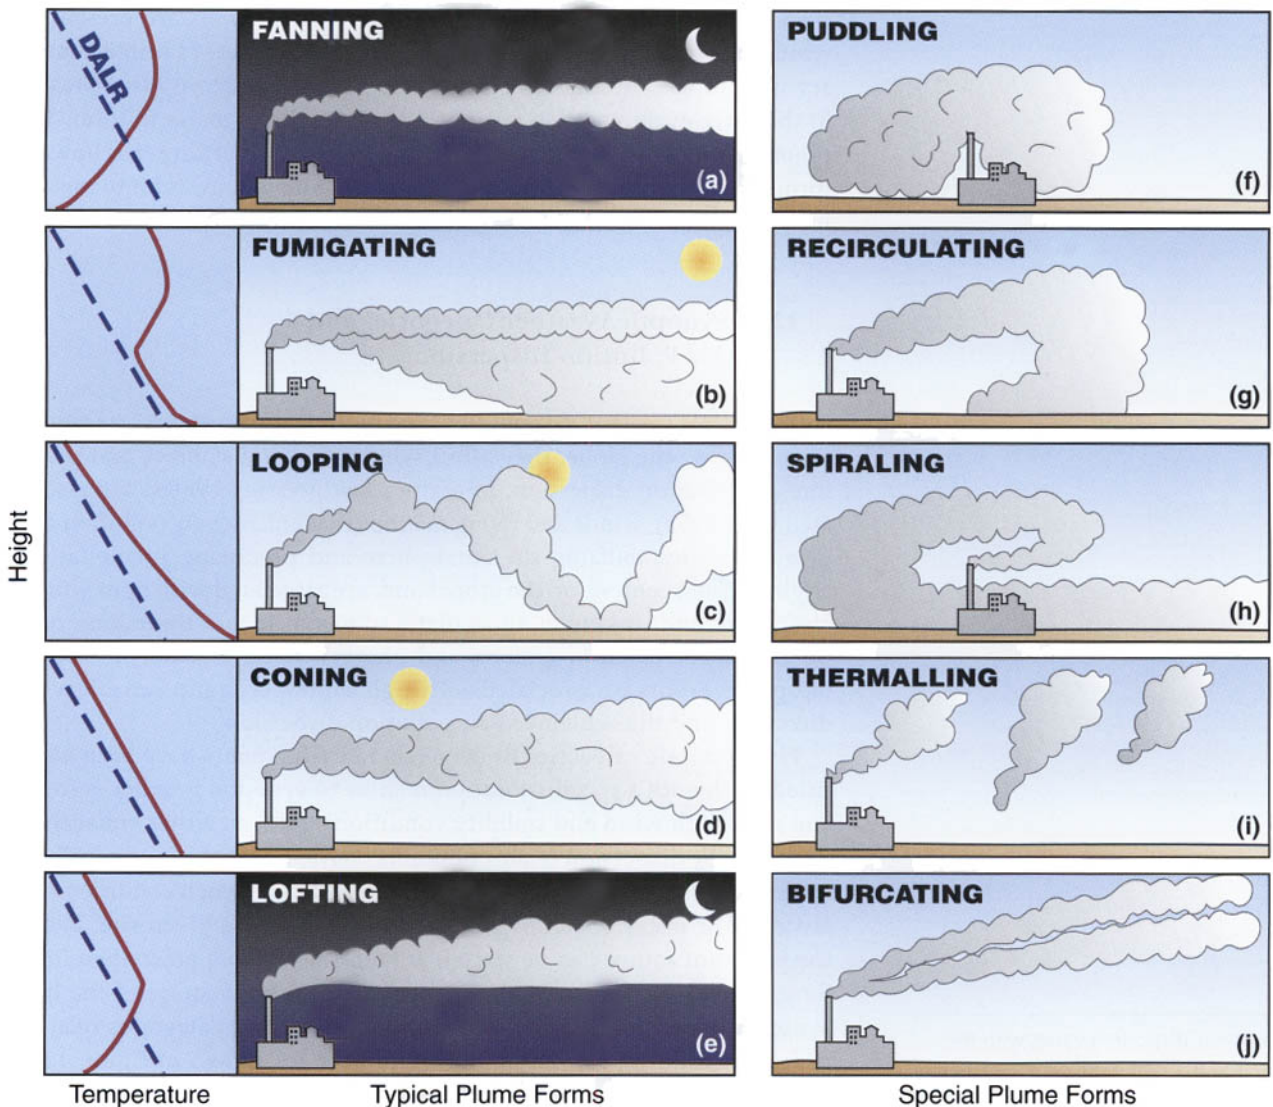 DALR
FANNING
(a)
FUMIGATING
(b)
LOOPING
(c)
CONING
(d)
LOFTING
(e)
PUDDLING
(f)
RECIRCULATING
(g)
SPIRALING
(h)
THERMALLING
(i)
BIFURCATING
(j)
Height
Temperature
Typical Plume Forms
Special Plume Forms